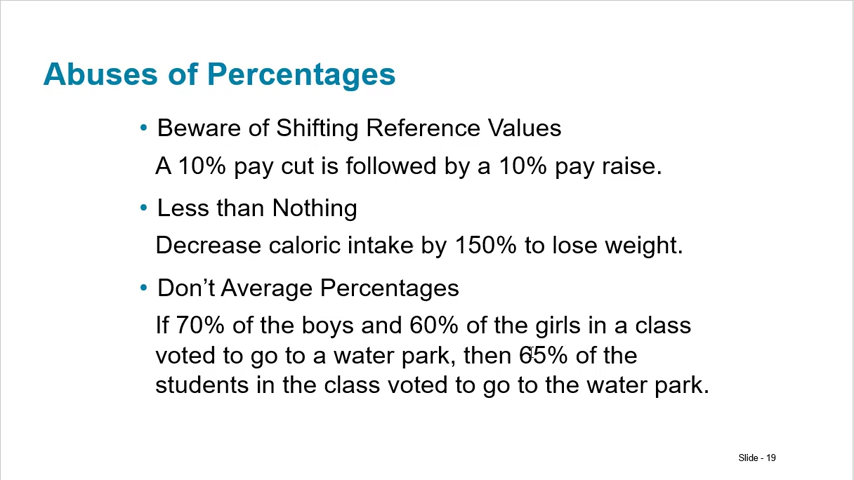 Abuses of Percentages
• Beware of Shifting Reference Values
A 10% pay cut is followed by a 10% pay raise.
• Less than Nothing
Decrease caloric intake by 150% to lose weight.
• Don’t Average Percentages
If 70% of the boys and 60% of the girls in a class
voted to go to a water park, then 65% of the
students in the class voted to go to the water park.
Slide - 19